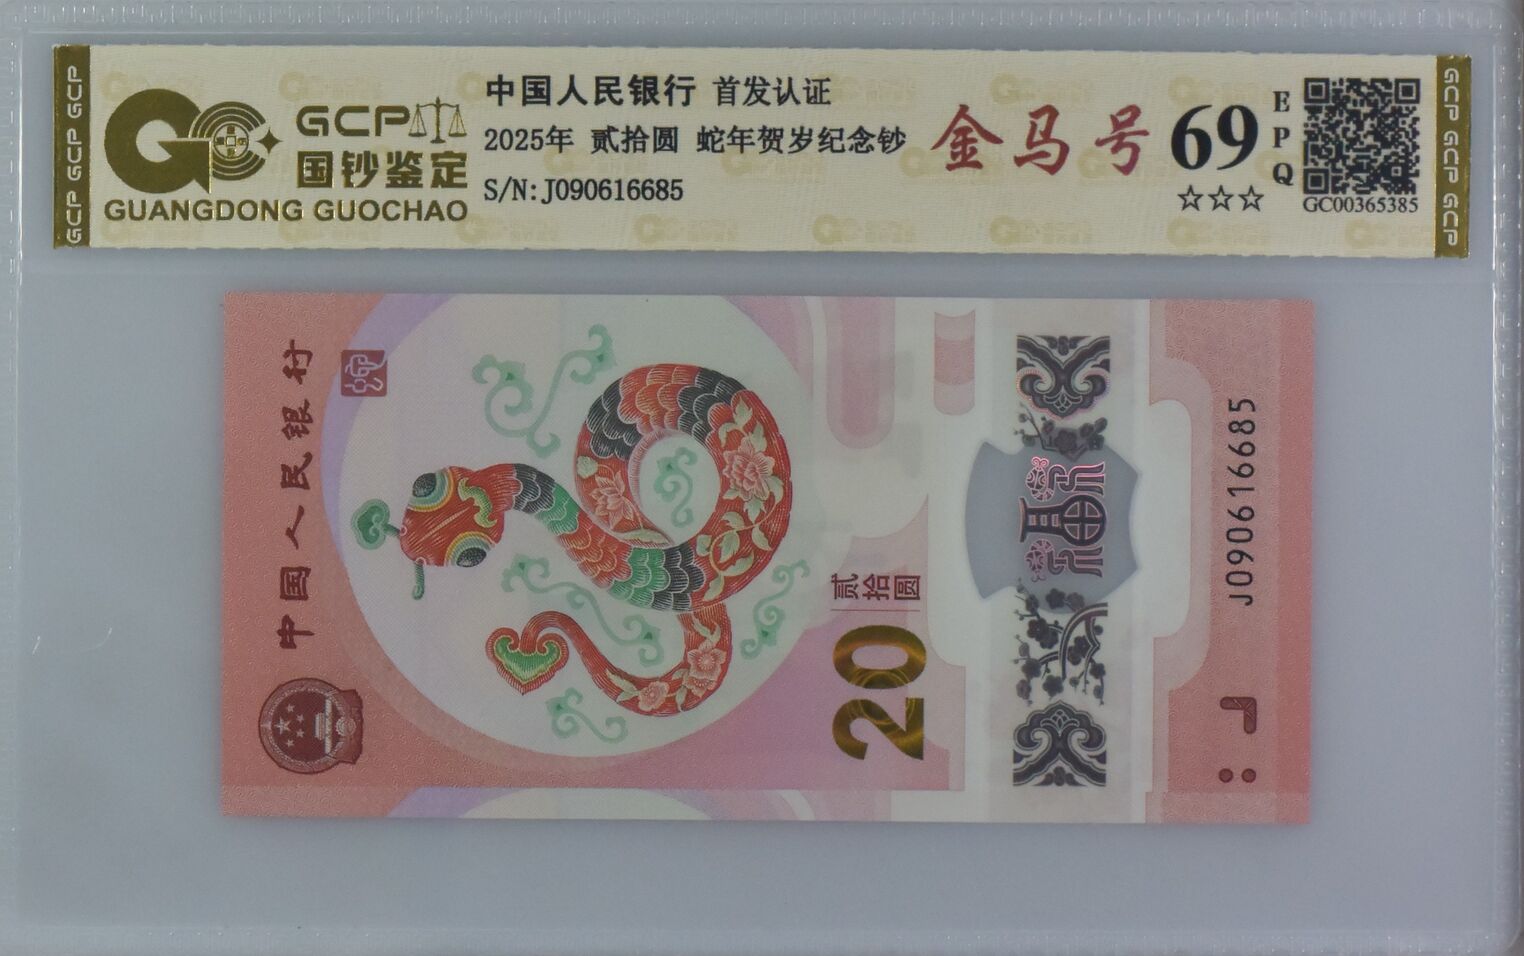 GCP GCP GCP
GCP
国钞鉴定
GUANGDONG GUOCHAO
中国人民银行 首发认证
2025年 贰拾圆 蛇年贺岁纪念钞
S/N:J090616685
金马号
69
EPQ
☆☆☆
GC00365385
GCP GCP GCP
中国人民银行
贰拾圆
20
福
J090616685